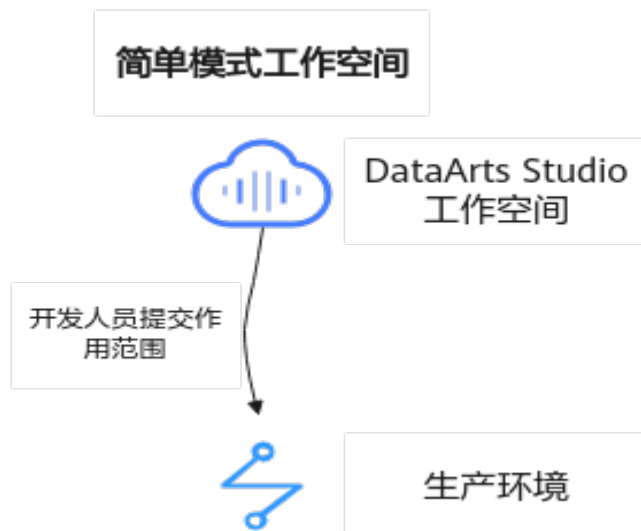 简单模式工作空间
DataArts Studio
工作空间
开发人员提交作
用范围
生产环境